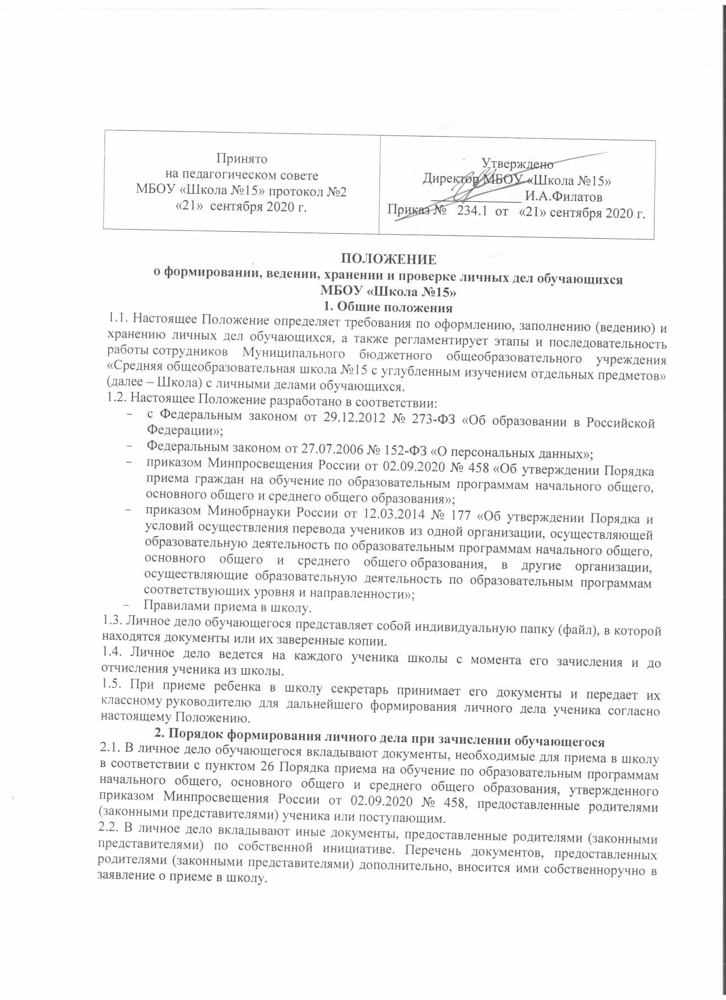 Принято
на педагогическом совете
МБОУ «Школа №15» протокол №2
«21» сентября 2020 г.
Утверждено
Директор МБОУ «Школа №15»
_____________ И.А.Филатов
Приказ № 234.1 от «21» сентября 2020 г.
ПОЛОЖЕНИЕ
о формировании, ведении, хранении и проверке личных дел обучающихся
МБОУ «Школа №15»
1. Общие положения
1.1. Настоящее Положение определяет требования по оформлению, заполнению (ведению) и
хранению личных дел обучающихся, а также регламентирует этапы и последовательность
работы сотрудников Муниципального бюджетного общеобразовательного учреждения
«Средняя общеобразовательная школа №15 с углубленным изучением отдельных предметов»
(далее – Школа) с личными делами обучающихся.
1.2. Настоящее Положение разработано в соответствии:
– с Федеральным законом от 29.12.2012 № 273-ФЗ «Об образовании в Российской
Федерации»;
– Федеральным законом от 27.07.2006 № 152-ФЗ «О персональных данных»;
– приказом Минпросвещения России от 02.09.2020 № 458 «Об утверждении Порядка
приема граждан на обучение по образовательным программам начального общего,
основного общего и среднего общего образования»;
– приказом Минобрнауки России от 12.03.2014 № 177 «Об утверждении Порядка и
условий осуществления перевода учеников из одной организации, осуществляющей
образовательную деятельность по образовательным программам начального общего,
основного общего и среднего общего образования, в другие организации,
осуществляющие образовательную деятельность по образовательным программам
соответствующих уровня и направленности»;
– Правилами приема в школу.
1.3. Личное дело обучающегося представляет собой индивидуальную папку (файл), в которой
находятся документы или их заверенные копии.
1.4. Личное дело ведется на каждого ученика школы с момента его зачисления и до
отчисления ученика из школы.
1.5. При приеме ребенка в школу секретарь принимает его документы и передает их
классному руководителю для дальнейшего формирования личного дела ученика согласно
настоящему Положению.
2. Порядок формирования личного дела при зачислении обучающегося
2.1. В личное дело обучающегося вкладывают документы, необходимые для приема в школу
в соответствии с пунктом 26 Порядка приема на обучение по образовательным программам
начального общего, основного общего и среднего общего образования, утвержденного
приказом Минпросвещения России от 02.09.2020 № 458, предоставленные родителями
(законными представителями) ученика или поступающим.
2.2. В личное дело вкладывают иные документы, предоставленные родителями (законными
представителями) по собственной инициативе. Перечень документов, предоставленных
родителями (законными представителями) дополнительно, вносится ими собственноручно в
заявление о приеме в школу.